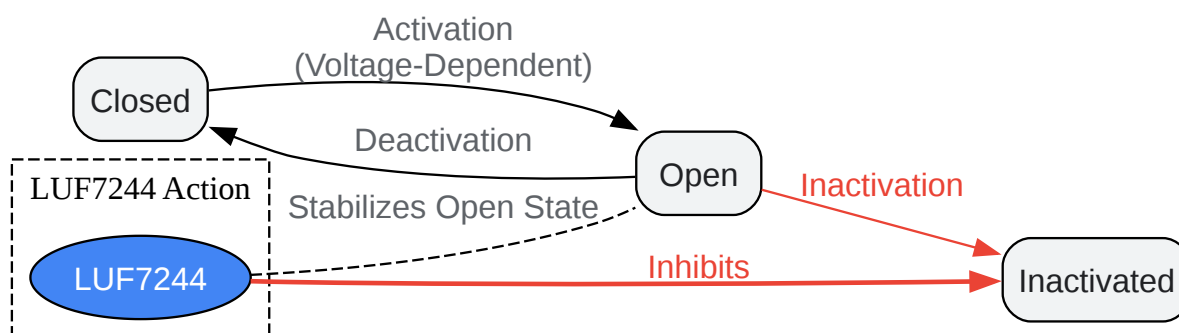 Activation
(Voltage-Dependent)
Closed
Deactivation
Open
LUF7244 Action
Stabilizes Open State
Inactivation
LUF7244
Inhibits
Inactivated